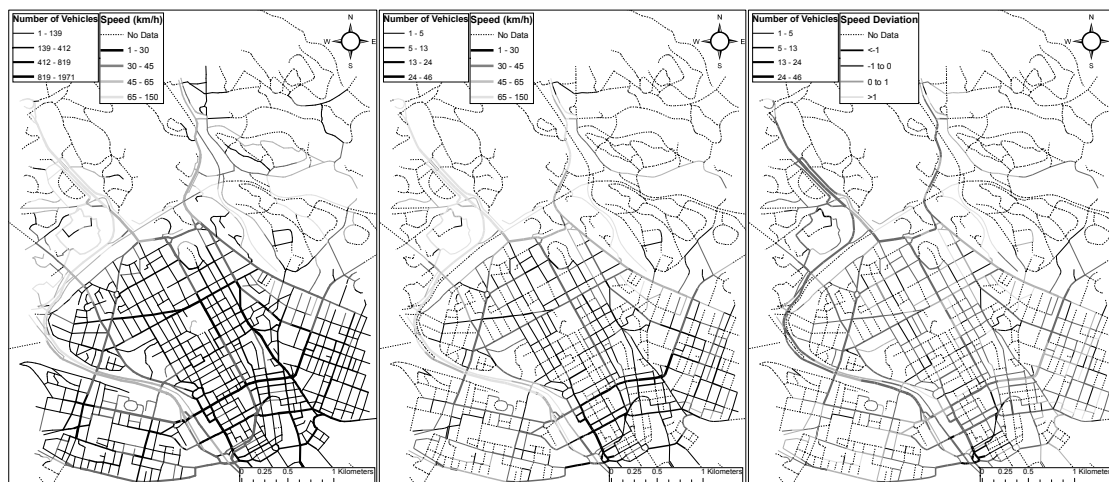 Number of Vehicles
1 - 139
139 - 412
412 - 819
819 - 1971
Speed (km/h)
No Data
1 - 30
30 - 45
45 - 65
65 - 150
N
W E
S
0 0.25 0.5 1 Kilometers
Number of Vehicles
1 - 5
5 - 13
13 - 24
24 - 46
Speed (km/h)
No Data
1 - 30
30 - 45
45 - 65
65 - 150
N
W E
S
0 0.25 0.5 1 Kilometers
Number of Vehicles
1 - 5
5 - 13
13 - 24
24 - 46
Speed Deviation
No Data
<-1
-1 to 0
0 to 1
>1
N
W E
S
0 0.25 0.5 1 Kilometers